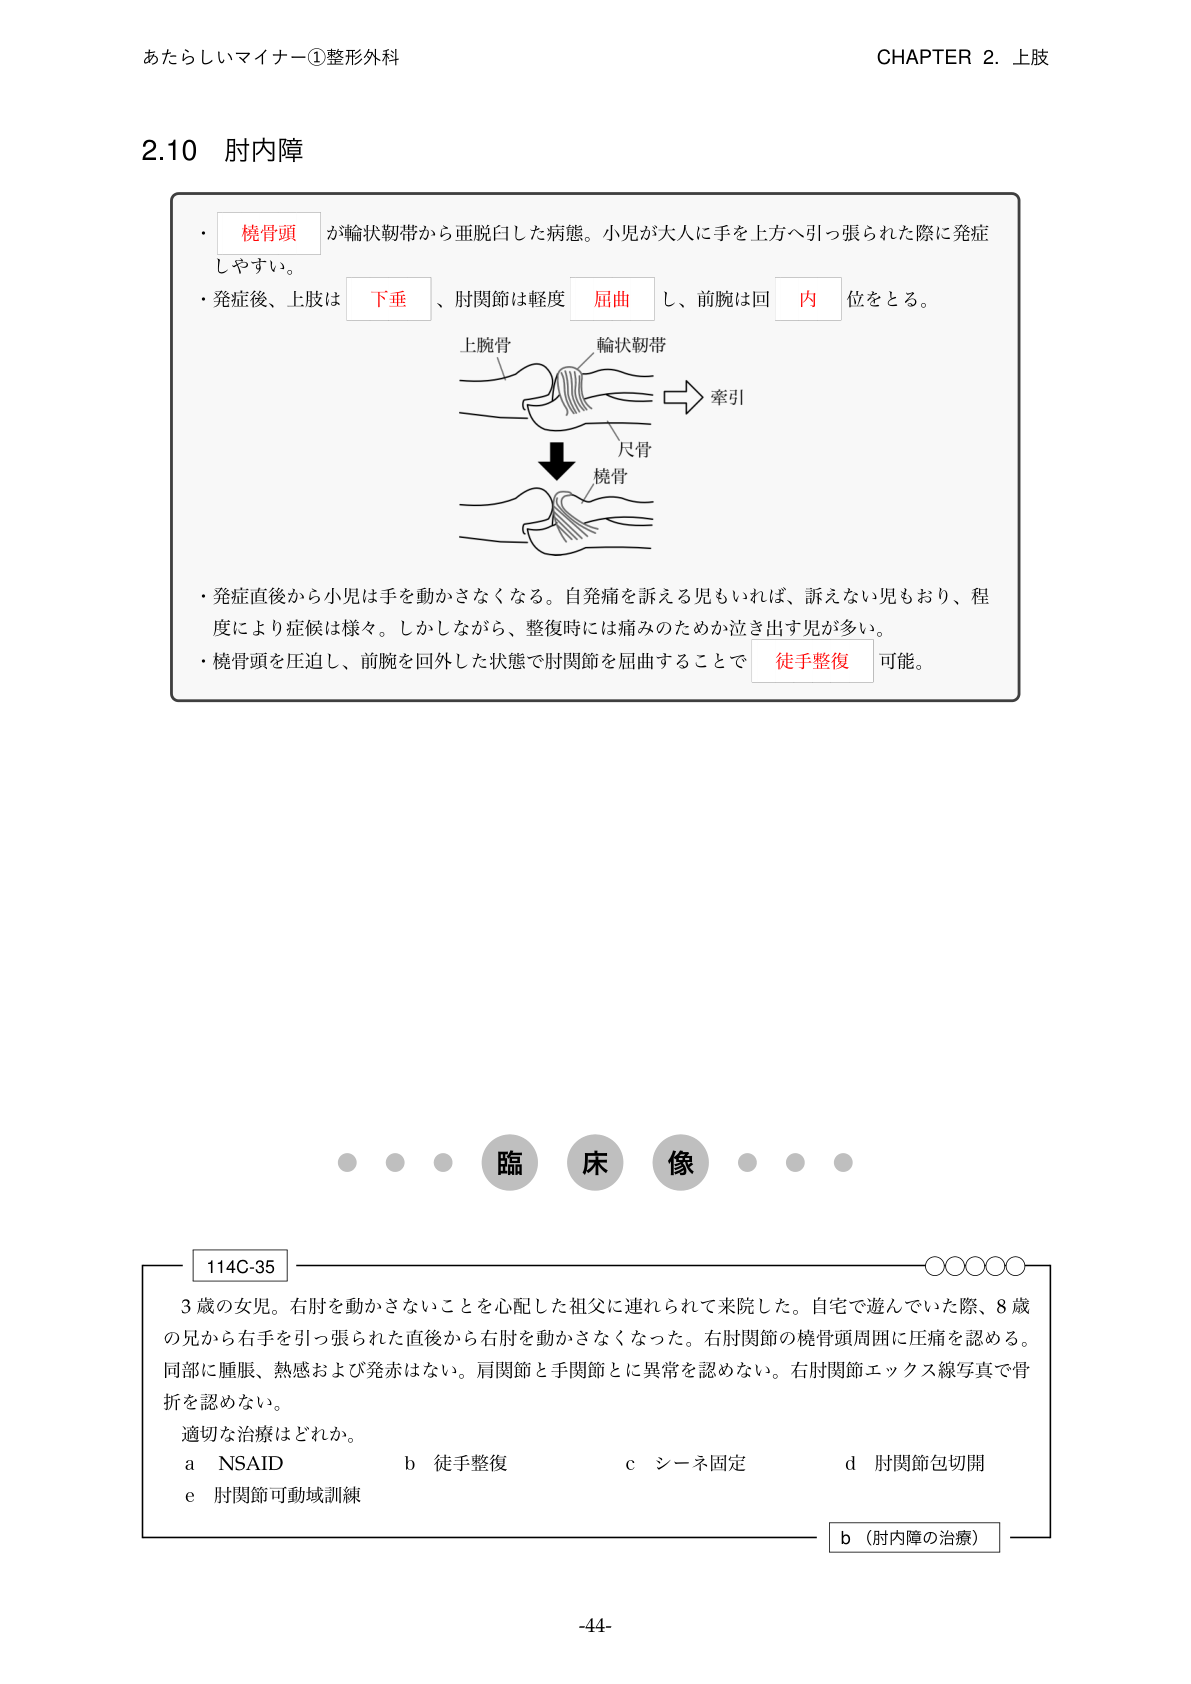 あたらしいマイナー①整形外科
CHAPTER 2. 上肢
2.10 肘内障
・ 橈骨頭 が輪状靭帯から亜脱臼した病態。小児が大人に手を上方へ引っ張られた際に発症
しやすい。
・発症後、上肢は 下垂 、肘関節は軽度 屈曲 し、前腕は回 内 位をとる。
上腕骨
輪状靭帯
牽引
尺骨
橈骨
・発症直後から小児は手を動かさなくなる。自発痛を訴える児もいれば、訴えない児もおり、程
度により症候は様々。しかしながら、整復時には痛みのためか泣き出す児が多い。
・橈骨頭を圧迫し、前腕を回外した状態で肘関節を屈曲することで 徒手整復 可能。
臨 床 像
114C-35
3 歳の女児。右肘を動かさないことを心配した祖父に連れられて来院した。自宅で遊んでいた際、8 歳
の兄から右手を引っ張られた直後から右肘を動かさなくなった。右肘関節の橈骨頭周囲に圧痛を認める。
同部に腫脹、熱感および発赤はない。肩関節と手関節とに異常を認めない。右肘関節エックス線写真で骨
折を認めない。
適切な治療はどれか。
a NSAID b 徒手整復 c シーネ固定 d 肘関節包切開
e 肘関節可動域訓練
b （肘内障の治療）
-44-